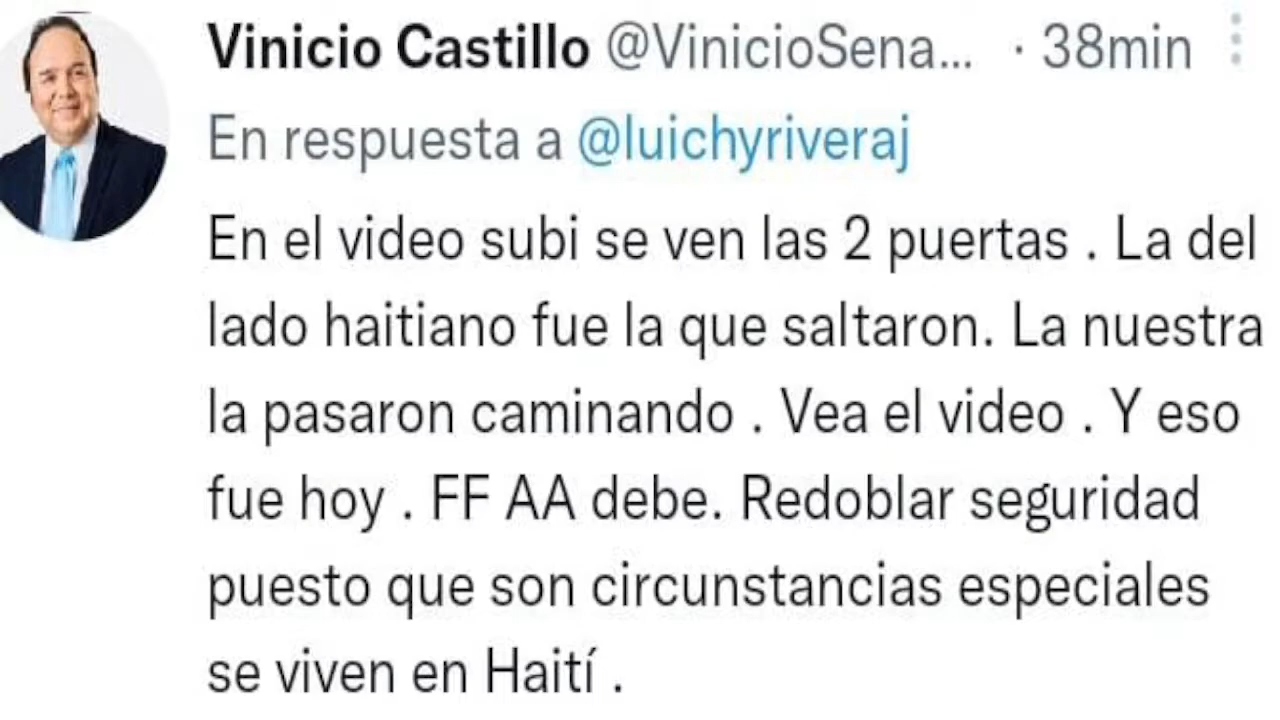 Vinicio Castillo @VinicioSena... · 38min
En respuesta a @luichyriveraj
En el video subi se ven las 2 puertas . La del
lado haitiano fue la que saltaron. La nuestra
la pasaron caminando . Vea el video . Y eso
fue hoy . FF AA debe. Redoblar seguridad
puesto que son circunstancias especiales
se viven en Haití .